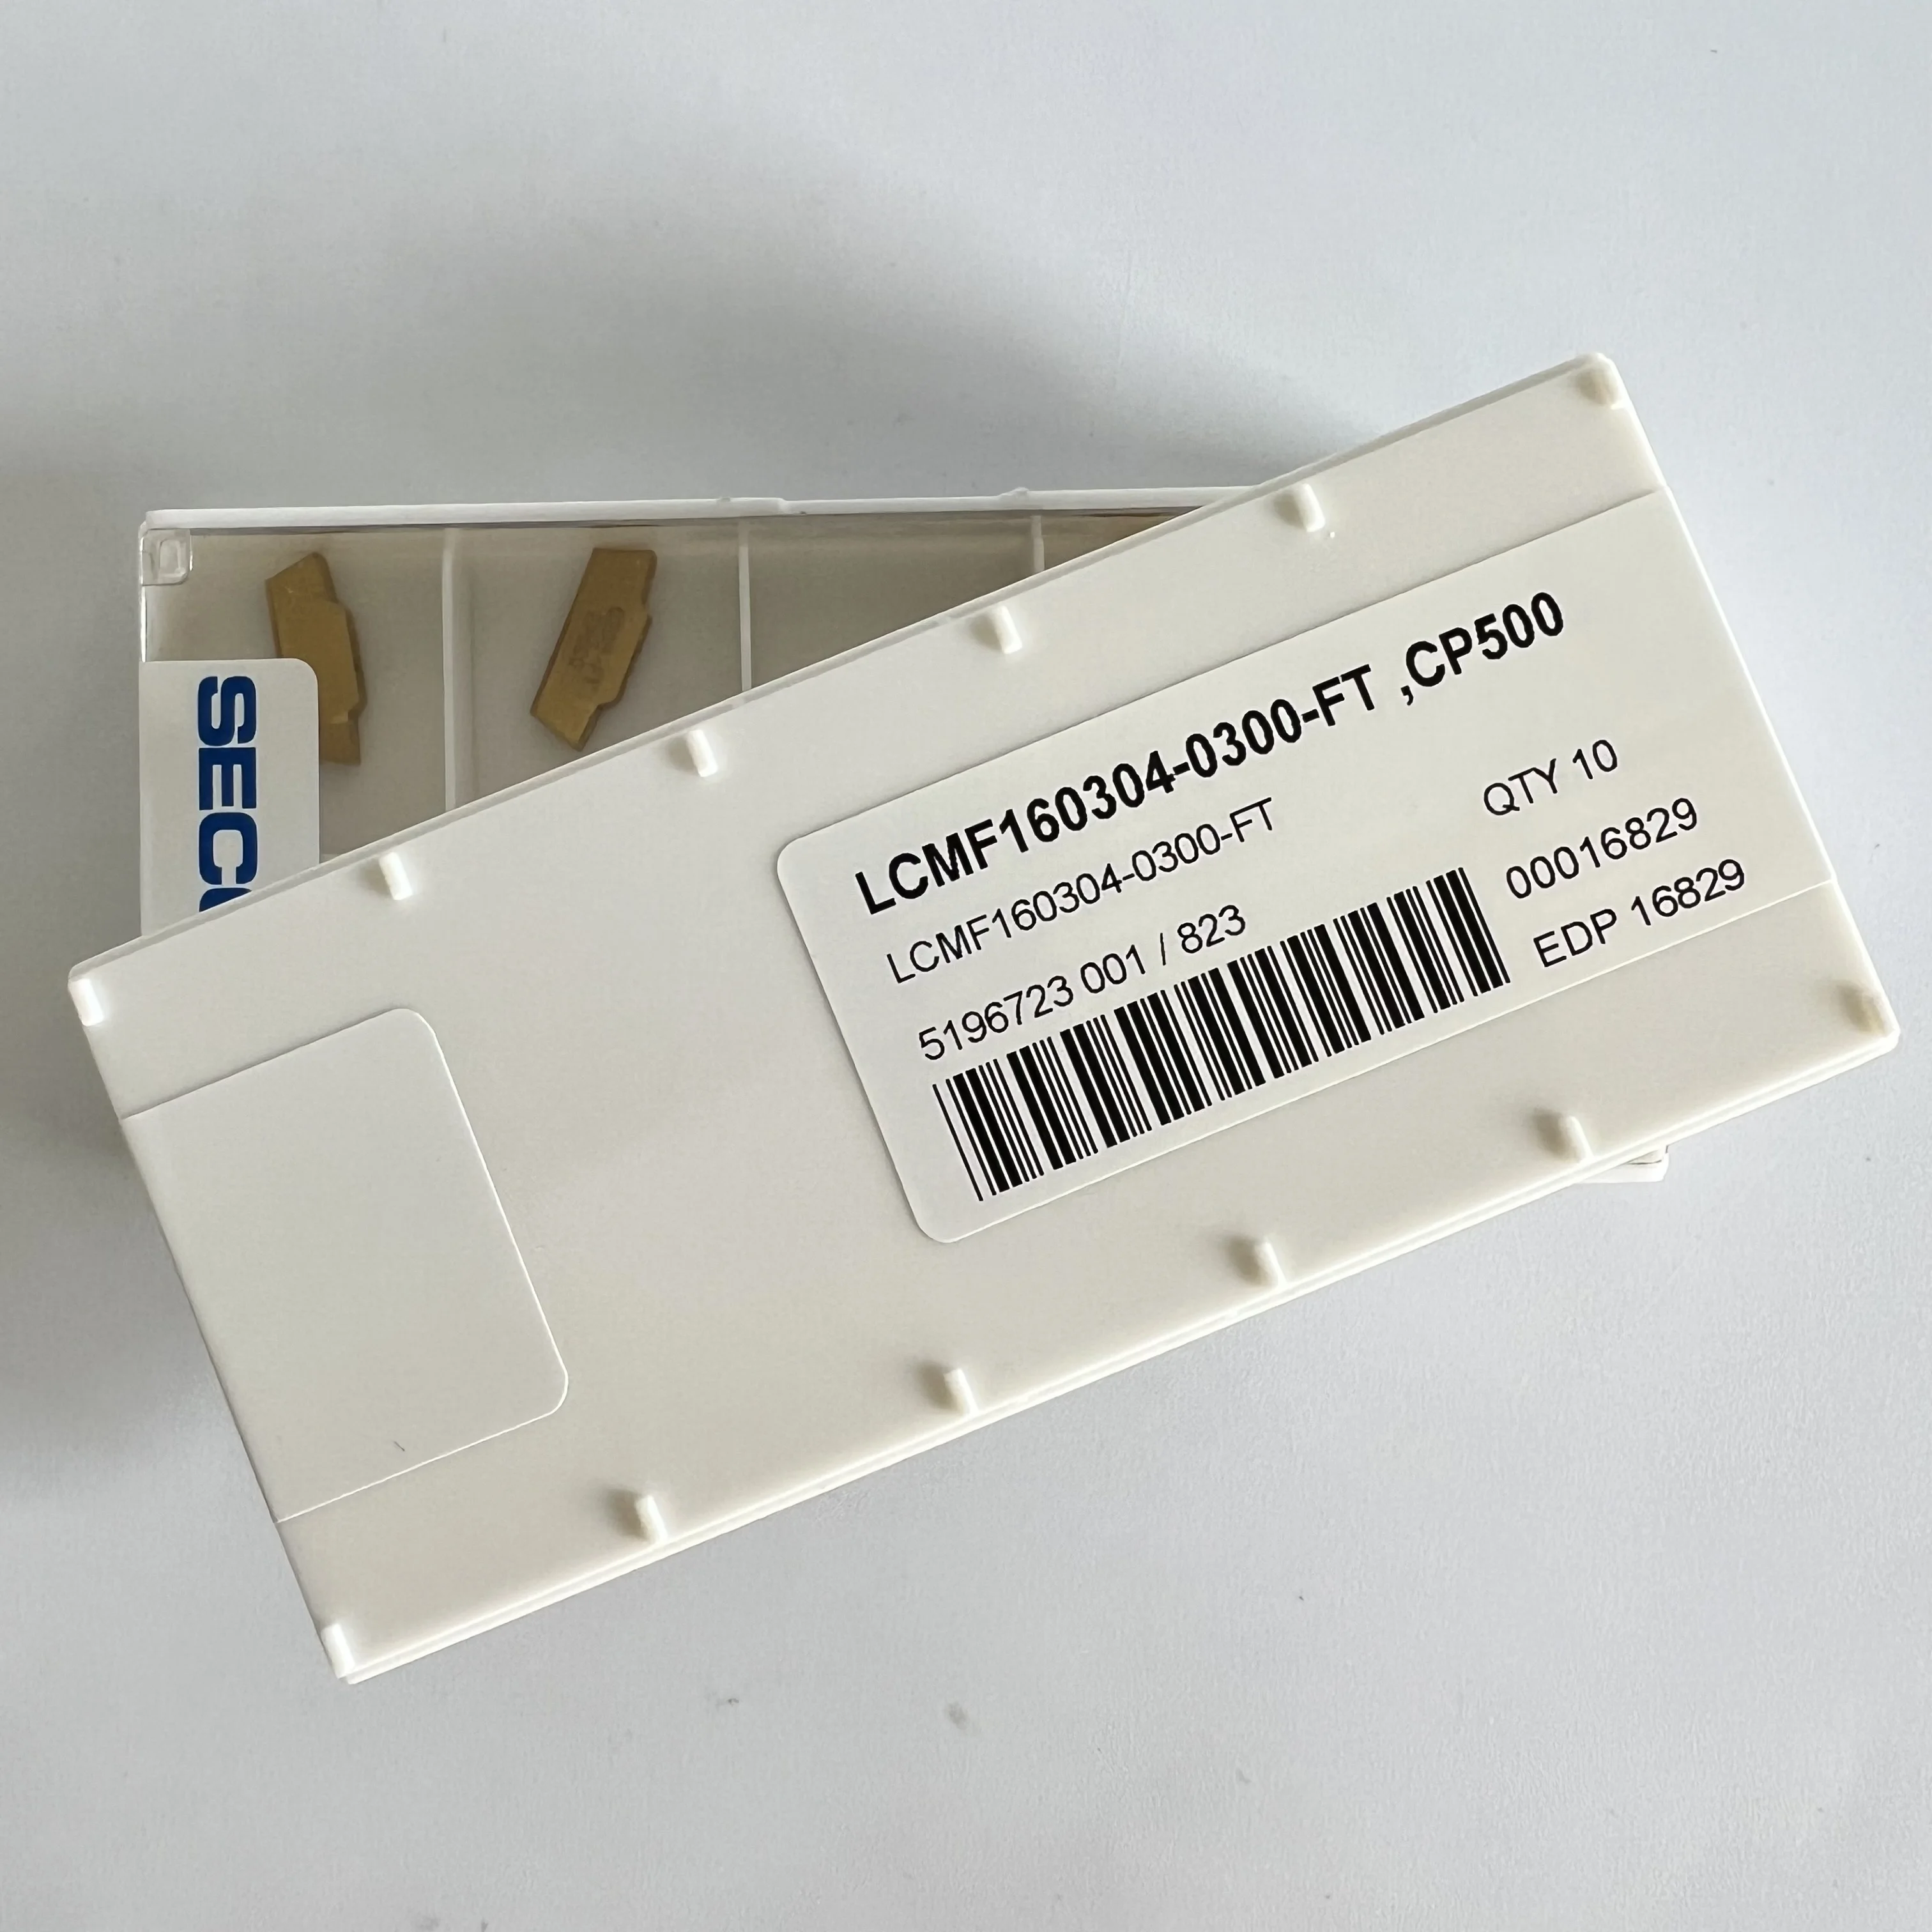 SECO
LCMF160304-0300-FT ,CP500
LCMF160304-0300-FT
QTY 10
5196723 001 / 823
00016829
EDP 16829